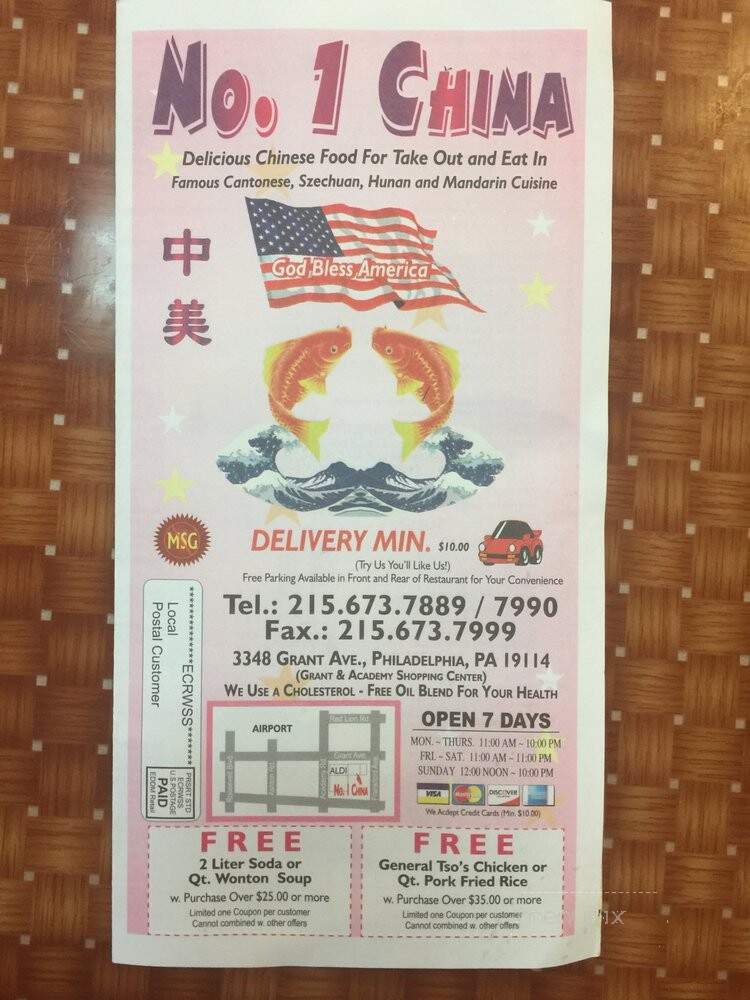 No. 1 CHINA
Delicious Chinese Food For Take Out and Eat In
Famous Cantonese, Szechuan, Hunan and Mandarin Cuisine
God Bless America
中
美
MSG
DELIVERY MIN. $10.00
(Try Us You'll Like Us!)
Free Parking Available in Front and Rear of Restaurant for Your Convenience
Tel.: 215.673.7889 / 7990
Fax.: 215.673.7999
3348 GRANT AVE., PHILADELPHIA, PA 19114
(GRANT & ACADEMY SHOPPING CENTER)
WE USE A CHOLESTEROL - FREE OIL BLEND FOR YOUR HEALTH
ECRWSS
Local
Postal Customer
PRSRT STD
ECRWSS
U.S. POSTAGE
PAID
EDDM Retail
AIRPORT
Red Lion Rd
Grant Ave
ALDI
No. 1 CHINA
OPEN 7 DAYS
MON. ~ THURS. 11:00 AM ~ 10:00 PM
FRI. ~ SAT. 11:00 AM ~ 11:00 PM
SUNDAY 12:00 NOON ~ 10:00 PM
VISA
MasterCard
DISCOVER
We Acdept Credit Cards (Min. $10.00)
FREE
2 Liter Soda or
Qt. Wonton Soup
w. Purchase Over $25.00 or more
Limited one Coupon per customer
Cannot combined w. other offers
FREE
General Tso's Chicken or
Qt. Pork Fried Rice
w. Purchase Over $35.00 or more
Limited one Coupon per customer
Cannot combined w. other offers